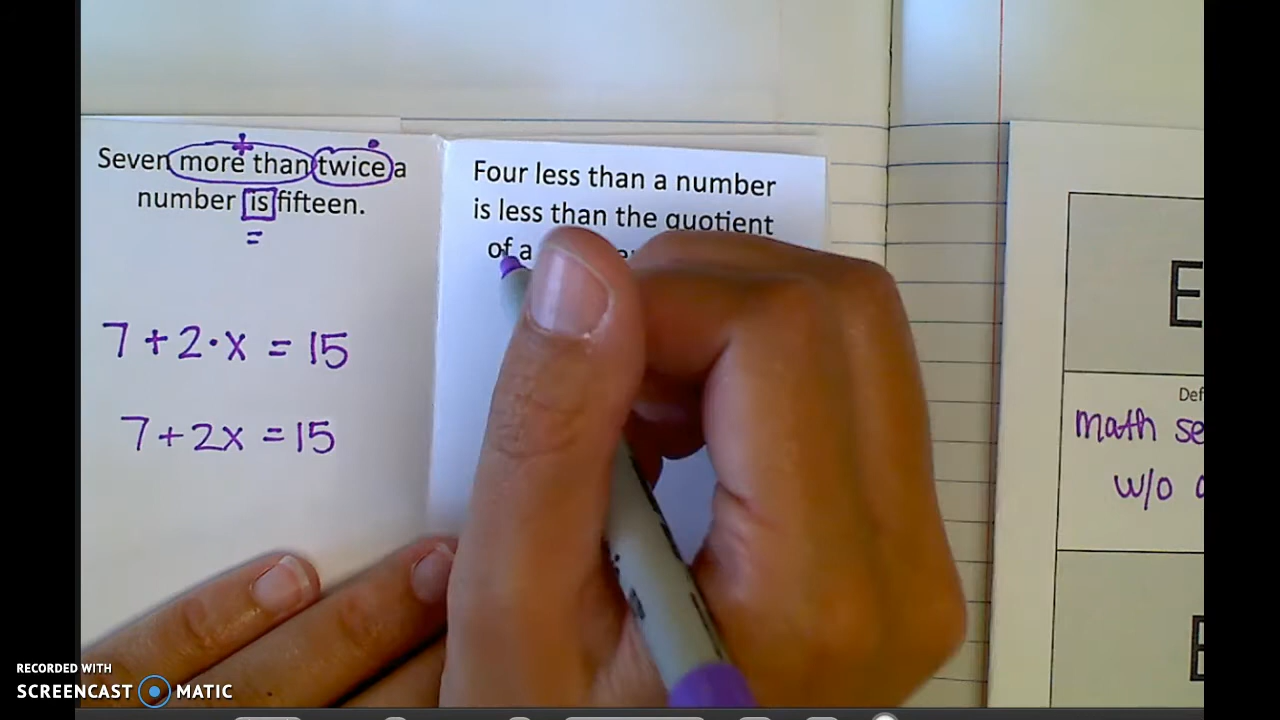 Seven more than twice a
number is fifteen.
+
•
=
7 + 2 • x = 15
7 + 2x = 15
Four less than a number
is less than the quotient
of a
E
Def
math se
w/o
RECORDED WITH
SCREENCAST MATIC